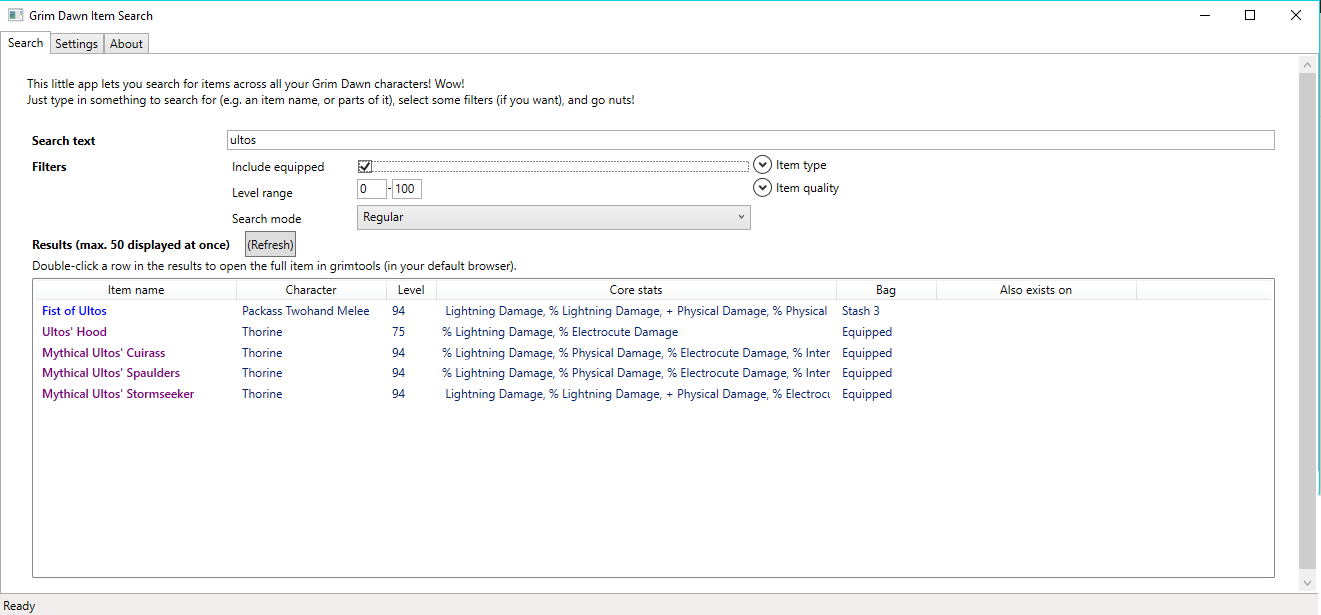 Grim Dawn Item Search
Search Settings About
This little app lets you search for items across all your Grim Dawn characters! Wow!
Just type in something to search for (e.g. an item name, or parts of it), select some filters (if you want), and go nuts!
Search text ultos
Filters Include equipped Item type
Level range 0 - 100 Item quality
Search mode Regular
Results (max. 50 displayed at once) (Refresh)
Double-click a row in the results to open the full item in grimtools (in your default browser).
Item name Character Level Core stats Bag Also exists on
Fist of Ultos Packass Twohand Melee 94 Lightning Damage, % Lightning Damage, + Physical Damage, % Physical Stash 3
Ultos' Hood Thorine 75 % Lightning Damage, % Electrocute Damage Equipped
Mythical Ultos' Cuirass Thorine 94 % Lightning Damage, % Physical Damage, % Electrocute Damage, % Inter Equipped
Mythical Ultos' Spaulders Thorine 94 % Lightning Damage, % Physical Damage, % Electrocute Damage, % Inter Equipped
Mythical Ultos' Stormseeker Thorine 94 Lightning Damage, % Lightning Damage, + Physical Damage, % Electrocu Equipped
Ready